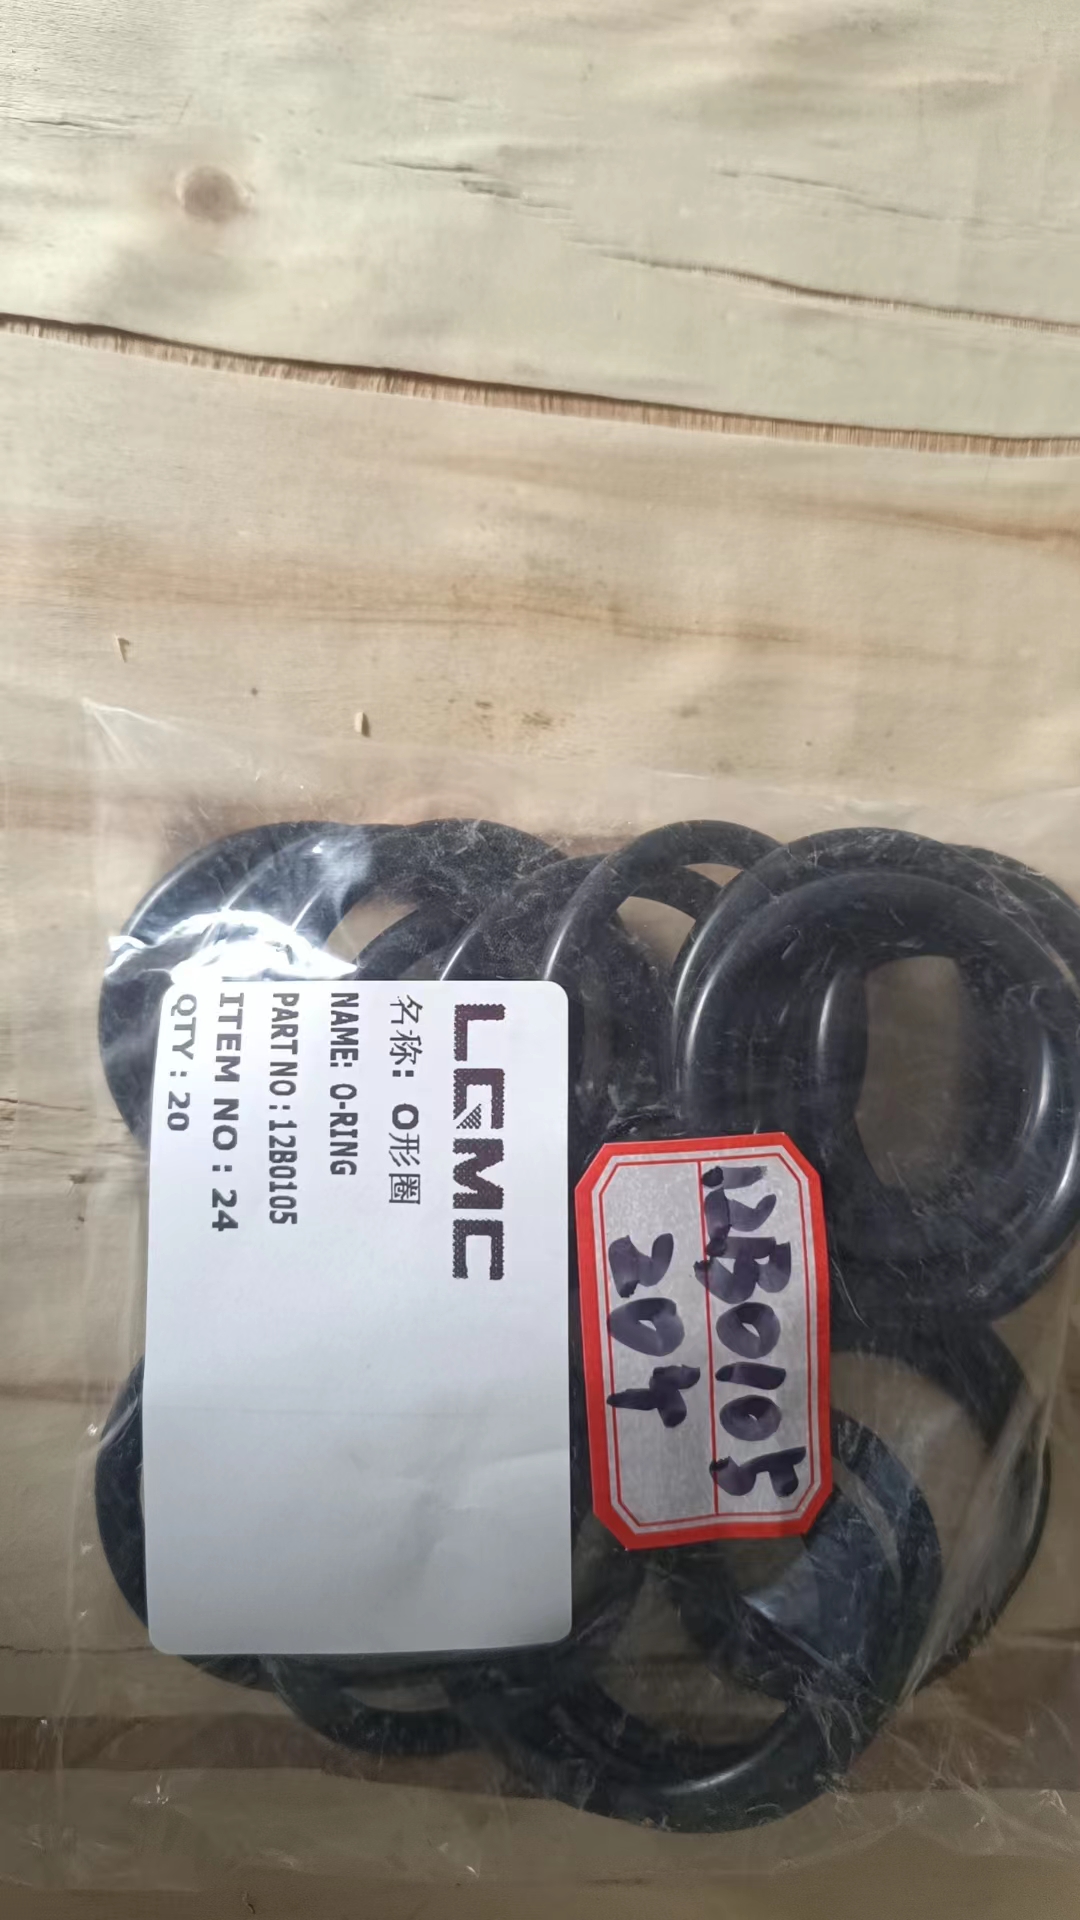 LGMC
名称: O形圈
NAME: O-RING
PART NO:12B0105
ITEM NO: 24
QTY: 20
12B0105
20个